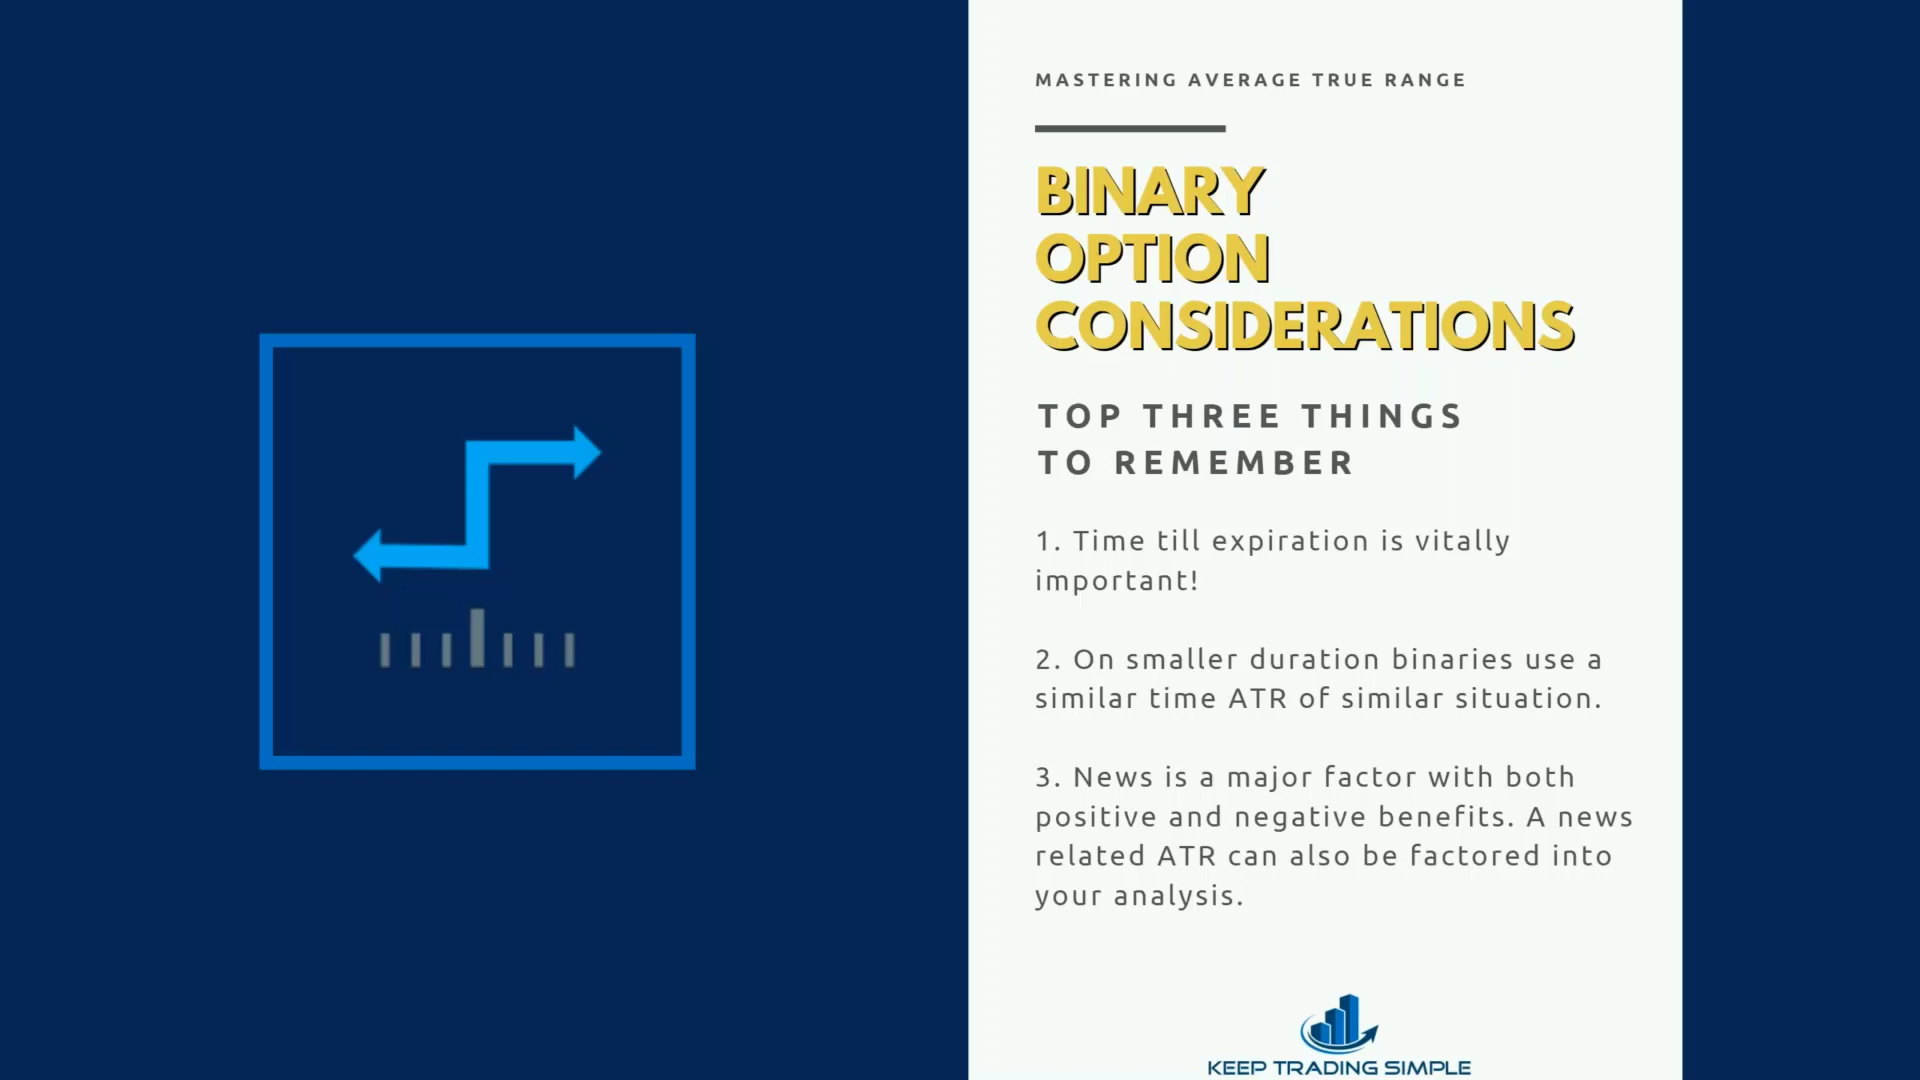 MASTERING AVERAGE TRUE RANGE
BINARY
OPTION
CONSIDERATIONS
TOP THREE THINGS
TO REMEMBER
1. Time till expiration is vitally
important!
2. On smaller duration binaries use a
similar time ATR of similar situation.
3. News is a major factor with both
positive and negative benefits. A news
related ATR can also be factored into
your analysis.
KEEP TRADING SIMPLE